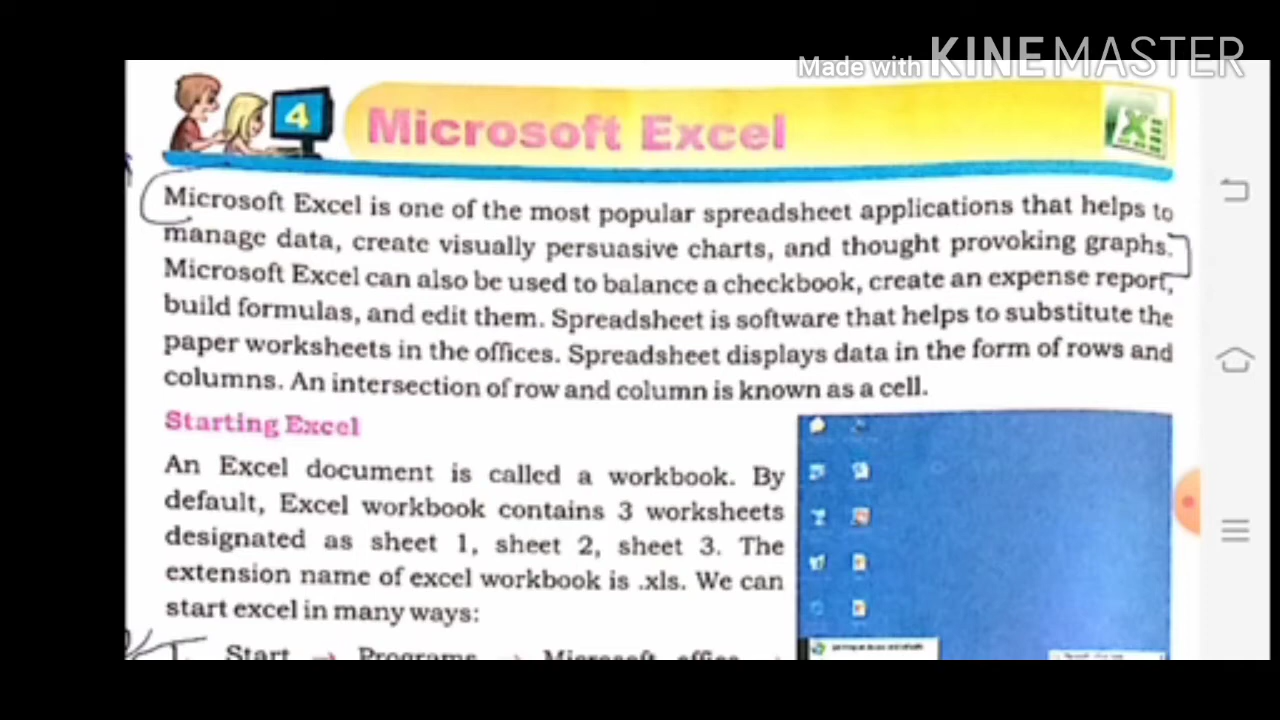 Made with KINEMASTER
4
Microsoft Excel
Microsoft Excel is one of the most popular spreadsheet applications that helps to
manage data, create visually persuasive charts, and thought provoking graphs.
Microsoft Excel can also be used to balance a checkbook, create an expense report,
build formulas, and edit them. Spreadsheet is software that helps to substitute the
paper worksheets in the offices. Spreadsheet displays data in the form of rows and
columns. An intersection of row and column is known as a cell.
Starting Excel
An Excel document is called a workbook. By
default, Excel workbook contains 3 worksheets
designated as sheet 1, sheet 2, sheet 3. The
extension name of excel workbook is .xls. We can
start excel in many ways:
Start → Programs → Microsoft office →